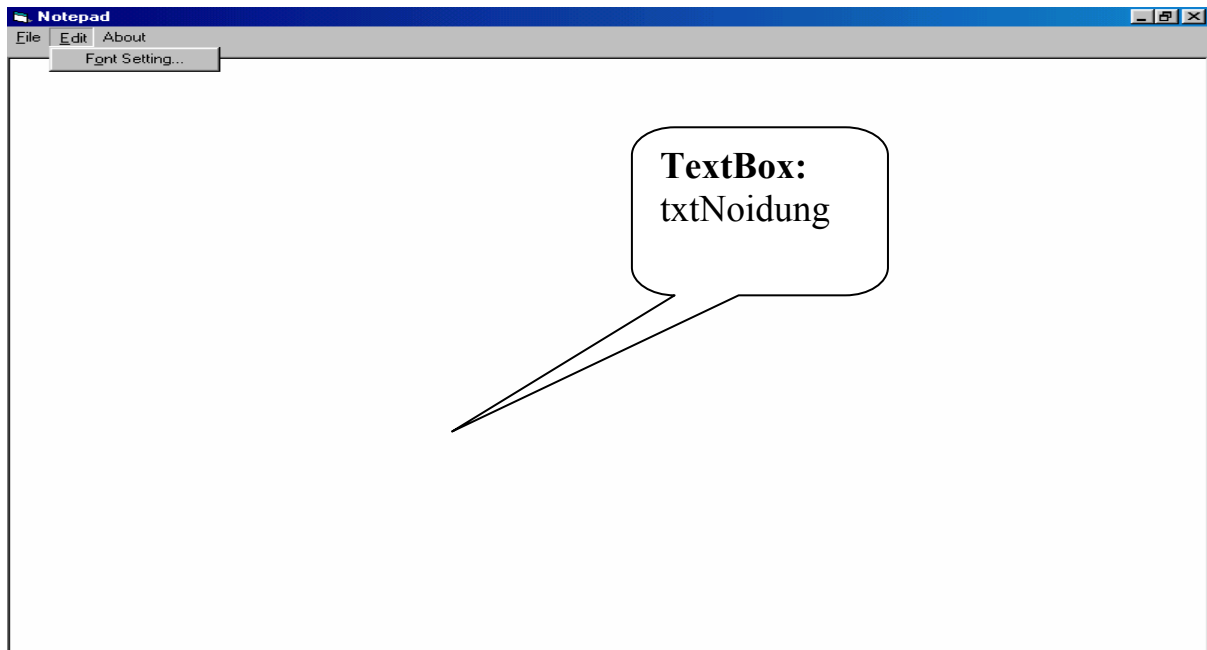 Notepad
File Edit About
Font Setting...
TextBox:
txtNoidung